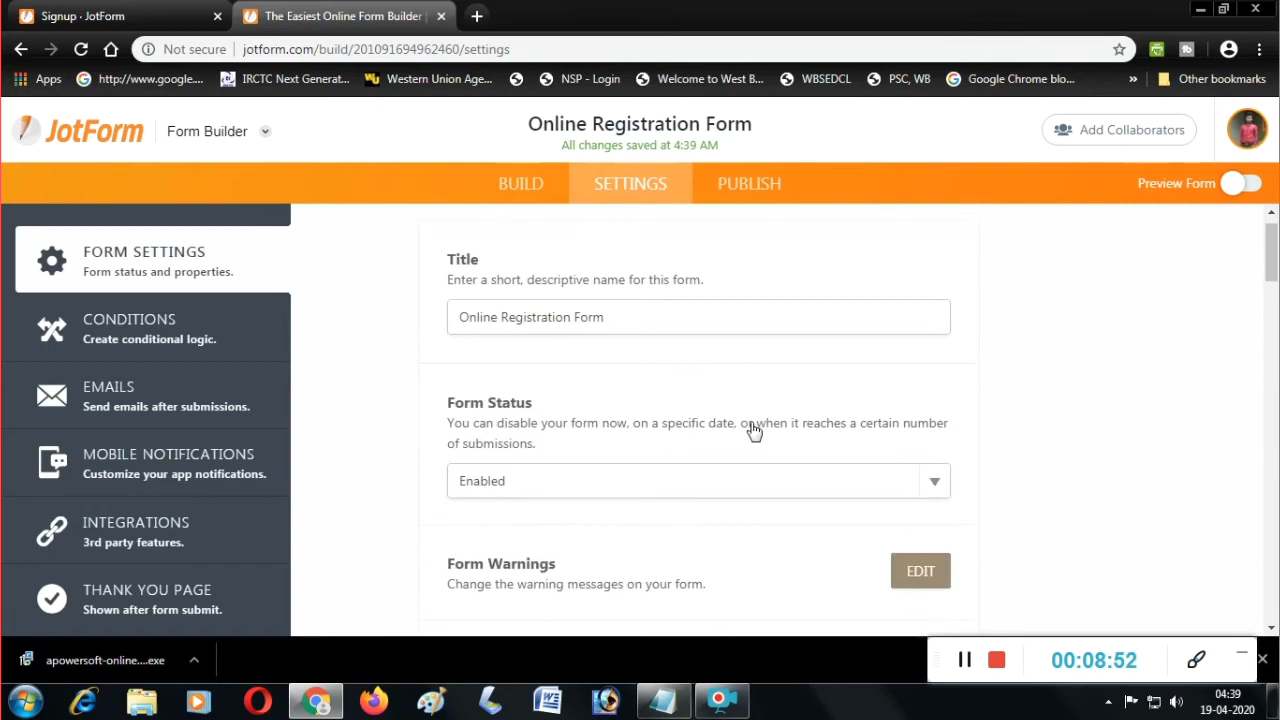 Signup · JotForm
The Easiest Online Form Builder
Not secure
jotform.com/build/201091694962460/settings
Apps
http://www.google....
IRCTC Next Generat...
Western Union Age...
NSP - Login
Welcome to West B...
WBSEDCL
PSC, WB
Google Chrome blo...
»
Other bookmarks
JotForm
Form Builder
Online Registration Form
All changes saved at 4:39 AM
Add Collaborators
BUILD
SETTINGS
PUBLISH
Preview Form
FORM SETTINGS
Form status and properties.
CONDITIONS
Create conditional logic.
EMAILS
Send emails after submissions.
MOBILE NOTIFICATIONS
Customize your app notifications.
INTEGRATIONS
3rd party features.
THANK YOU PAGE
Shown after form submit.
Title
Enter a short, descriptive name for this form.
Online Registration Form
Form Status
You can disable your form now, on a specific date, or when it reaches a certain number
of submissions.
Enabled
Form Warnings
Change the warning messages on your form.
EDIT
apowersoft-online....exe
00:08:52
04:39
19-04-2020